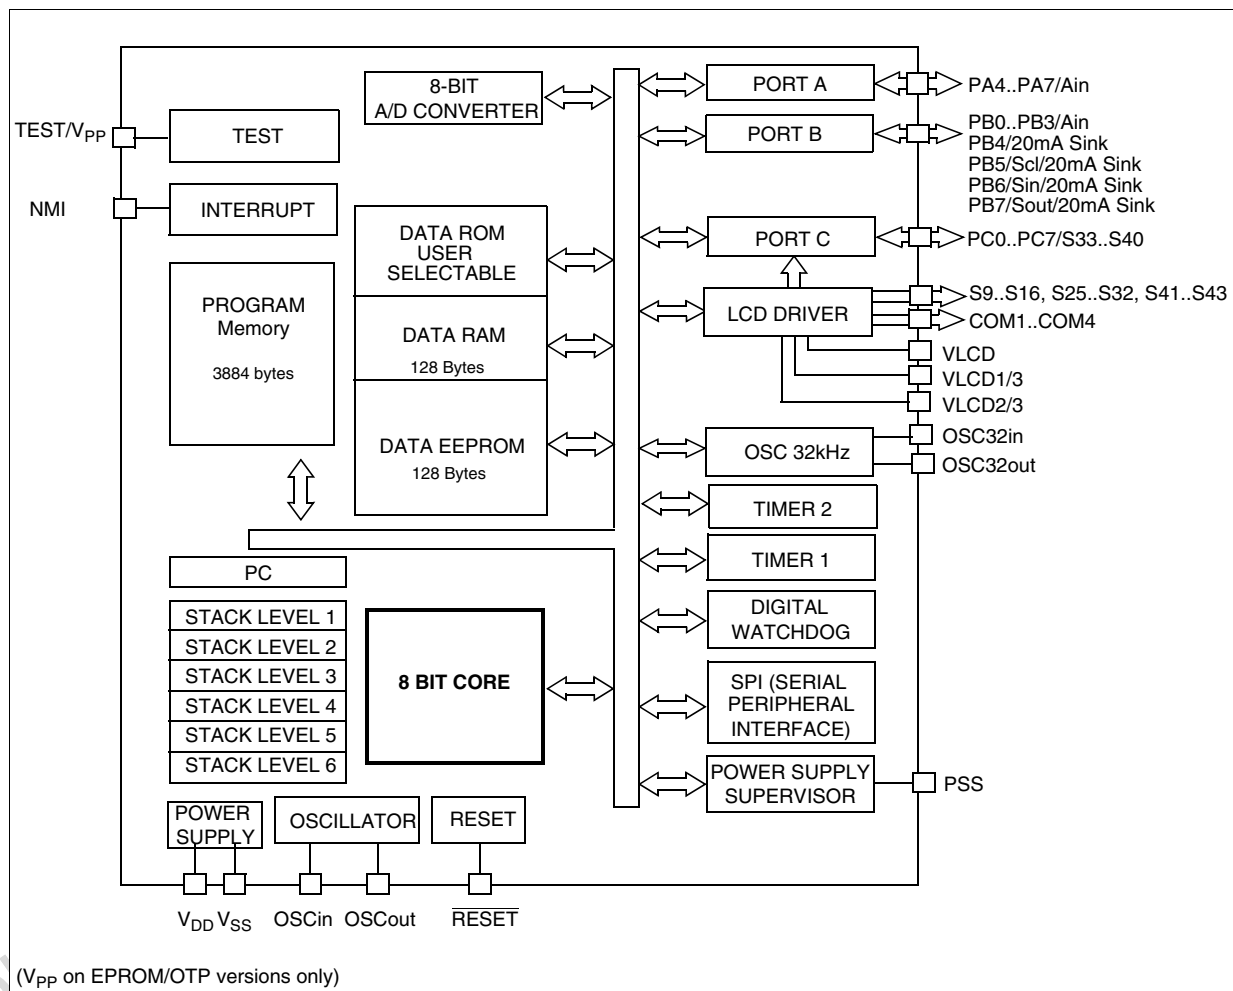 8-BIT
A/D CONVERTER
PORT A
PA4..PA7/Ain
TEST/VPP
TEST
PORT B
PB0..PB3/Ain
PB4/20mA Sink
PB5/Scl/20mA Sink
PB6/Sin/20mA Sink
PB7/Sout/20mA Sink
NMI
INTERRUPT
DATA ROM
USER
SELECTABLE
PORT C
PC0..PC7/S33..S40
PROGRAM
Memory
3884 bytes
DATA RAM
128 Bytes
LCD DRIVER
S9..S16, S25..S32, S41..S43
COM1..COM4
VLCD
VLCD1/3
VLCD2/3
DATA EEPROM
128 Bytes
OSC 32kHz
OSC32in
OSC32out
TIMER 2
TIMER 1
PC
STACK LEVEL 1
STACK LEVEL 2
STACK LEVEL 3
STACK LEVEL 4
STACK LEVEL 5
STACK LEVEL 6
8 BIT CORE
DIGITAL
WATCHDOG
SPI (SERIAL
PERIPHERAL
INTERFACE)
POWER SUPPLY
SUPERVISOR
PSS
POWER
SUPPLY
OSCILLATOR
RESET
VDD VSS
OSCin
OSCout
RESET
(VPP on EPROM/OTP versions only)